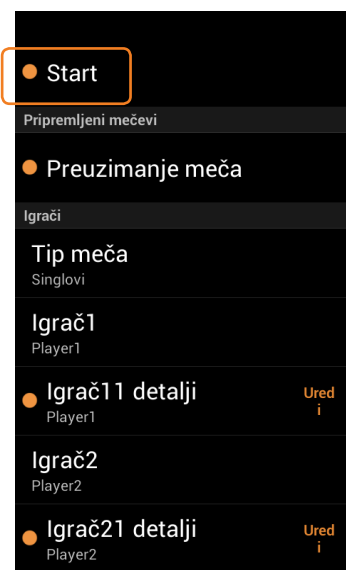 Start
Pripremljeni mečevi
Preuzimanje meča
Igrači
Tip meča
Singlovi
Igrač1
Player1
Igrač11 detalji
Player1
Ured
i
Igrač2
Player2
Igrač21 detalji
Player2
Ured
i